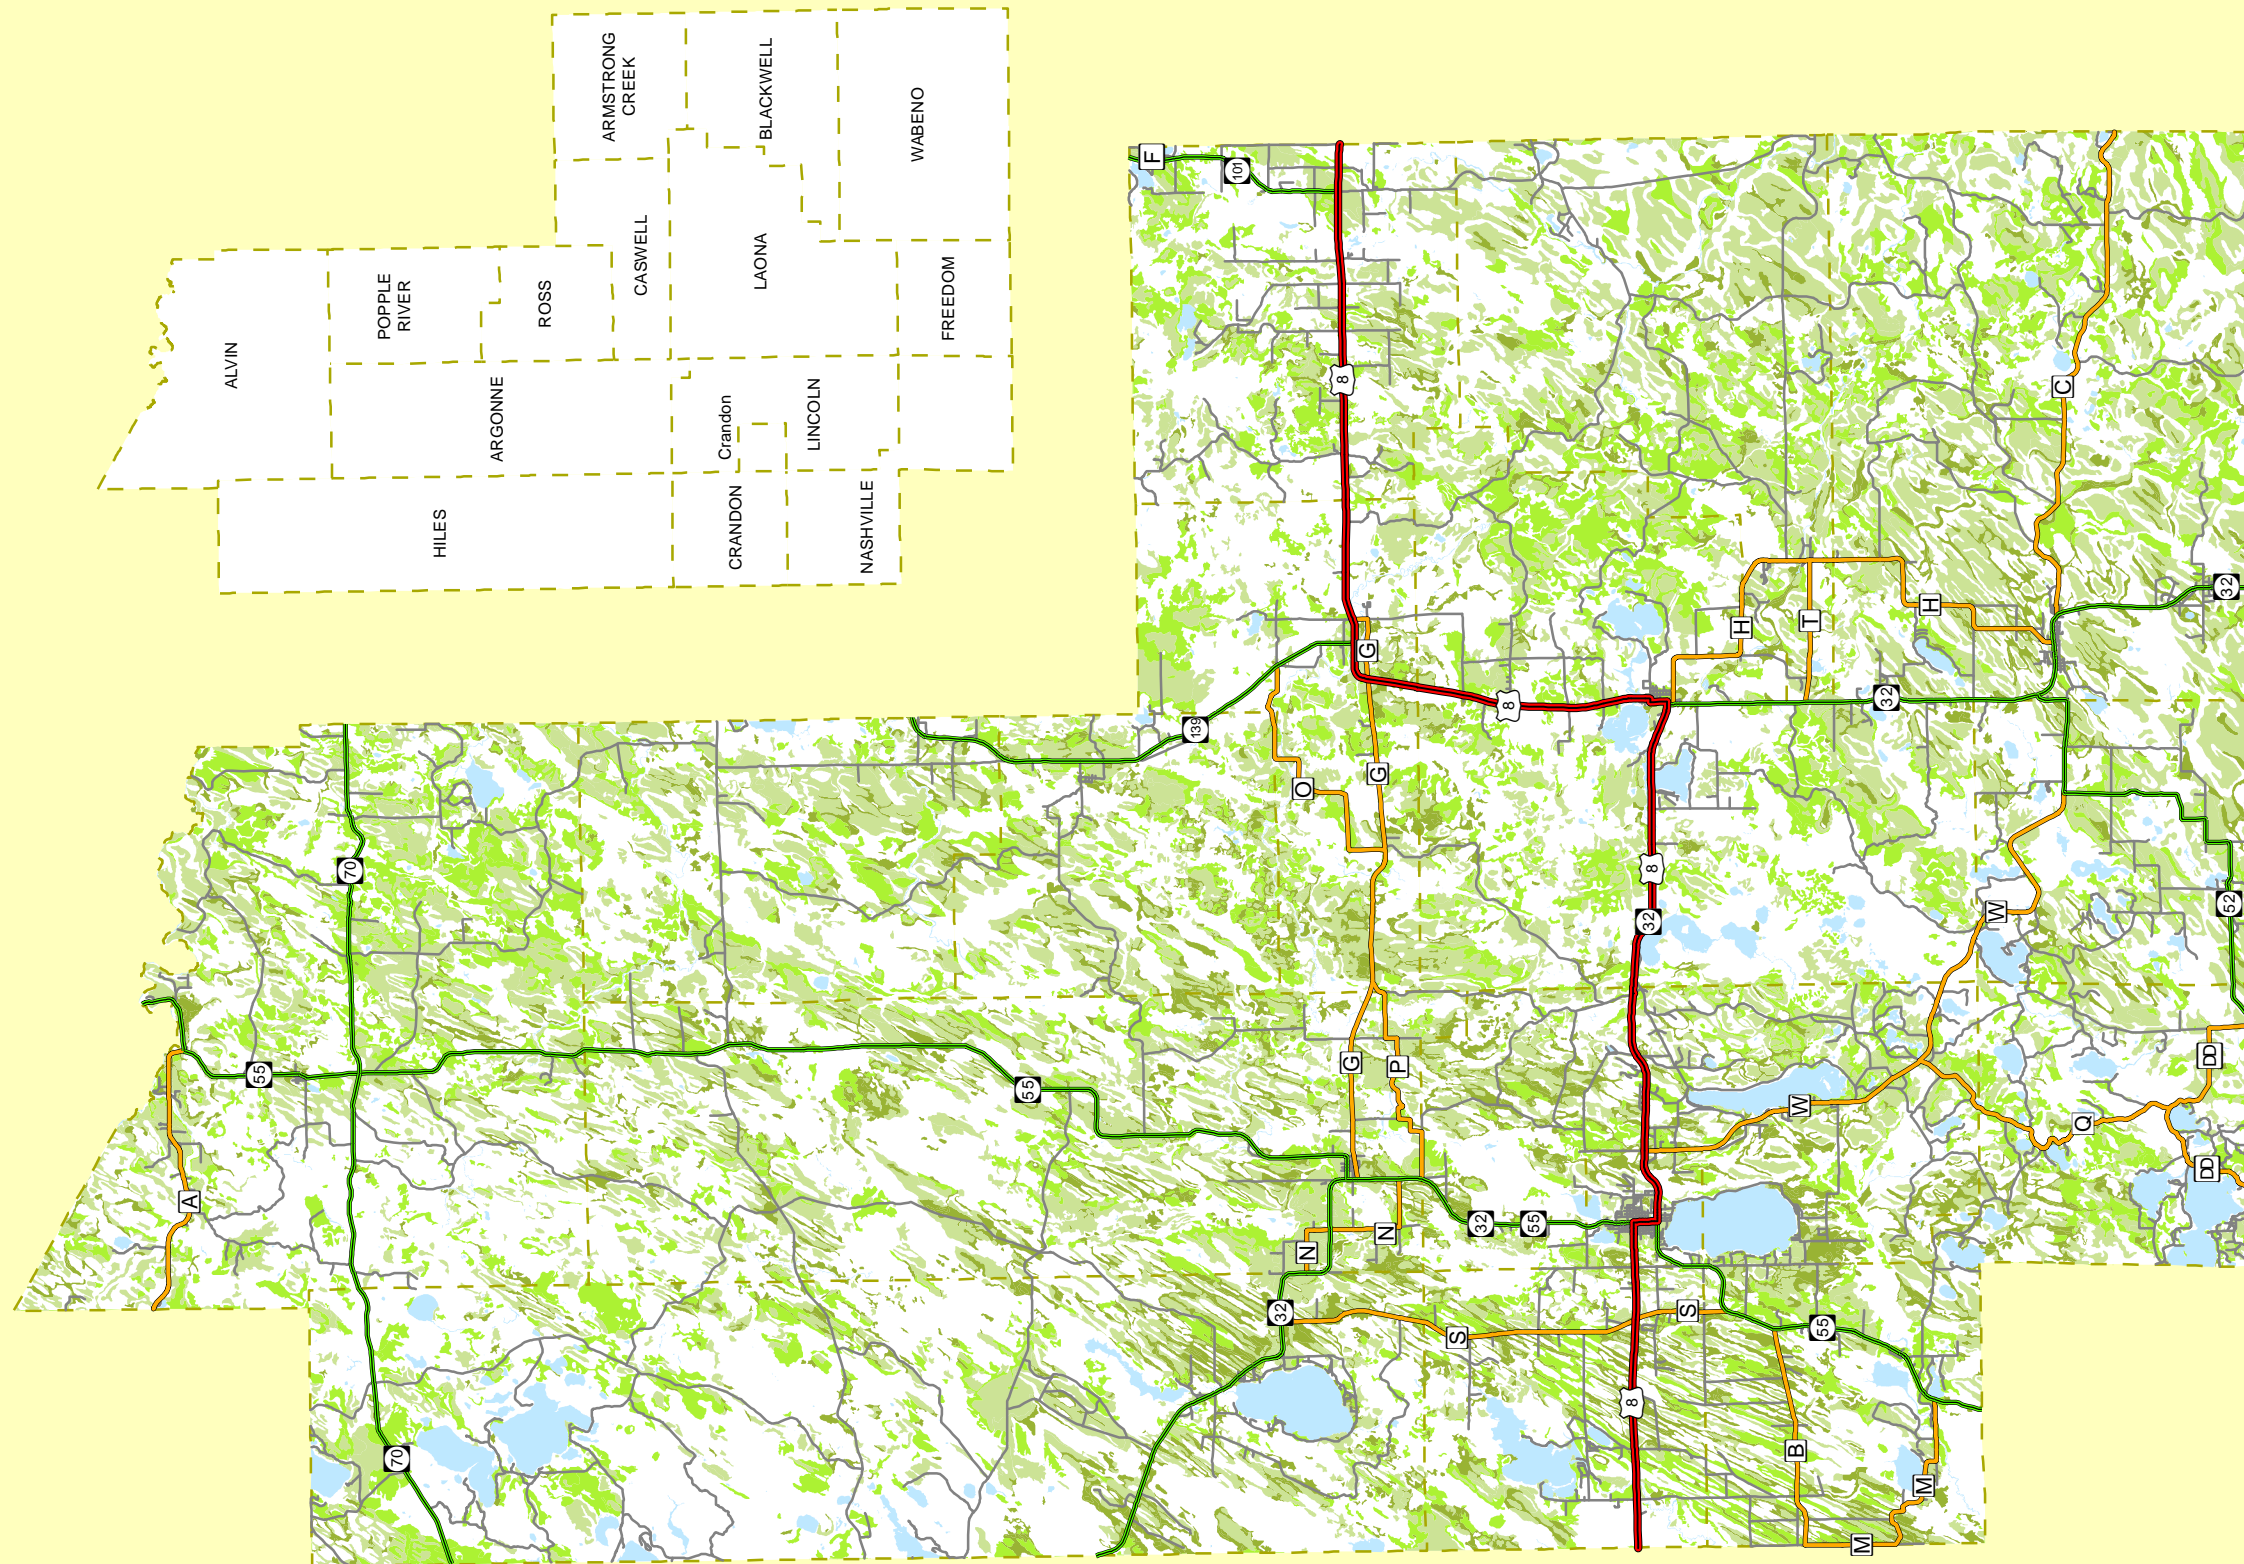 ARMSTRONG
CREEK
BLACKWELL
WABENO
CASWELL
LAONA
FREEDOM
POPPLE
RIVER
ROSS
ALVIN
ARGONNE
Crandon
LINCOLN
HILES
CRANDON
NASHVILLE
F
101
8
C
H
T
H
32
32
G
8
139
O
G
70
8
32
W
52
55
55
G
P
W
Q
DD
DD
A
N
N
32
55
32
S
S
55
70
8
B
M
M